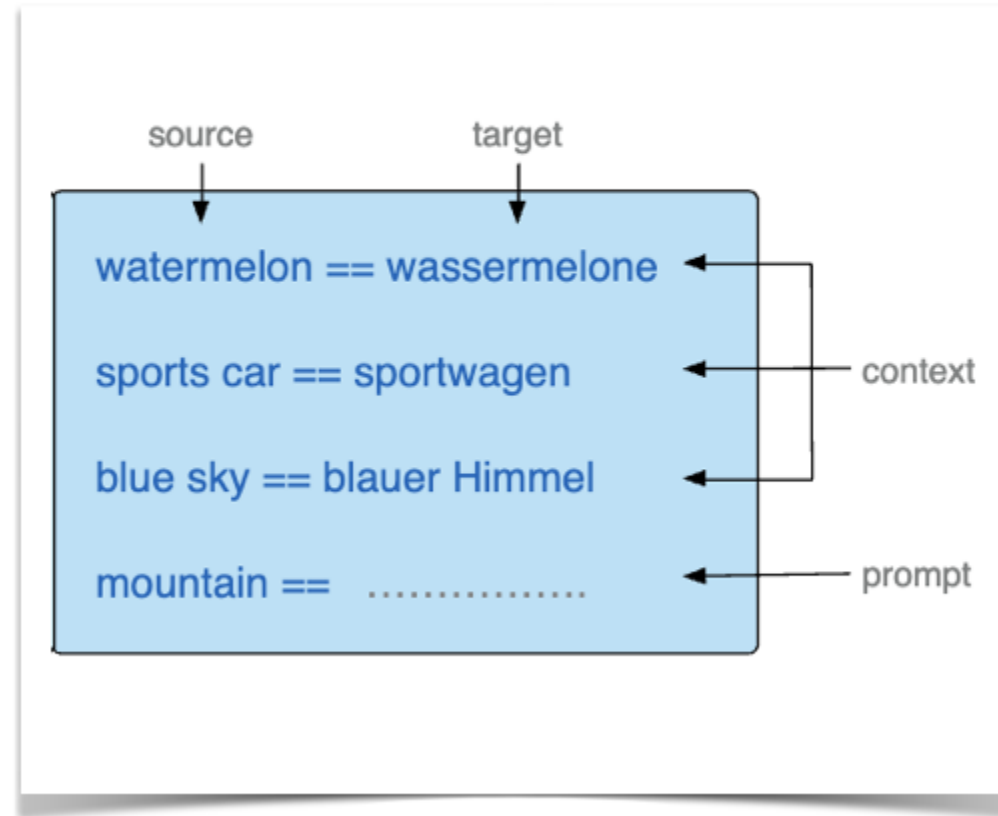 source target
watermelon == wassermelone
sports car == sportwagen
context
blue sky == blauer Himmel
mountain == ................
prompt